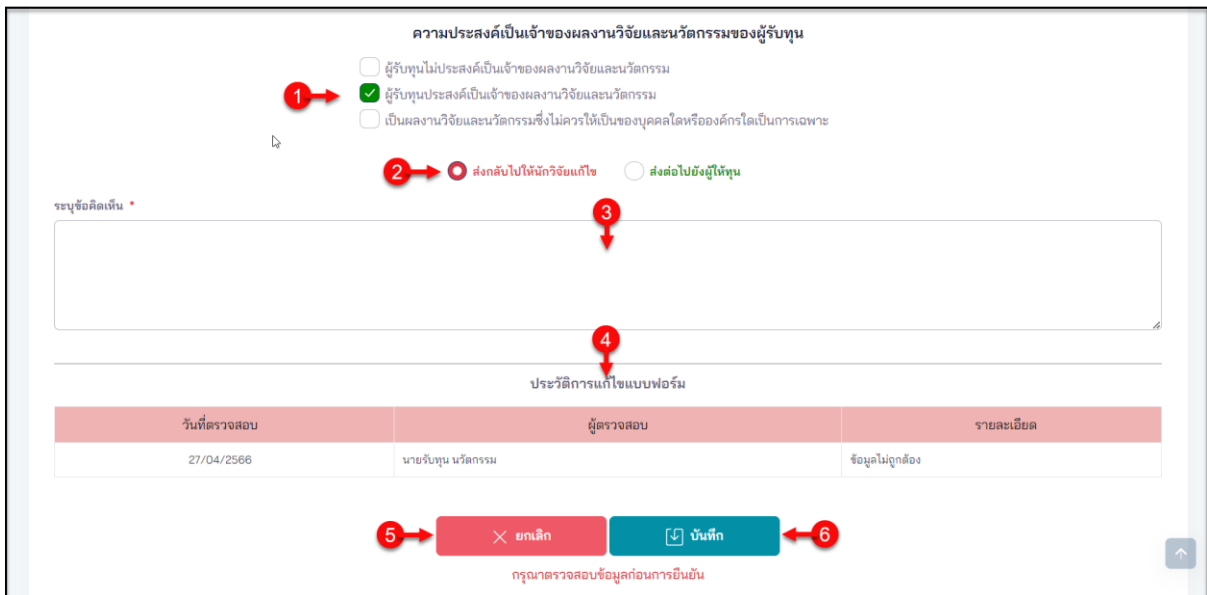 ความประสงค์เป็นเจ้าของผลงานวิจัยและนวัตกรรมของผู้รับทุน
ผู้รับทุนไม่ประสงค์เป็นเจ้าของผลงานวิจัยและนวัตกรรม
1 ผู้รับทุนประสงค์เป็นเจ้าของผลงานวิจัยและนวัตกรรม
เป็นผลงานวิจัยและนวัตกรรมซึ่งไม่ควรให้เป็นของบุคคลใดหรือองค์กรใดเป็นการเฉพาะ
2 ส่งกลับไปให้นักวิจัยแก้ไข ส่งต่อไปยังผู้ให้ทุน
ระบุข้อคิดเห็น *
3
4
ประวัติการแก้ไขแบบฟอร์ม
วันที่ตรวจสอบ ผู้ตรวจสอบ รายละเอียด
27/04/2566 นายรับทุน นวัตกรรม ข้อมูลไม่ถูกต้อง
5 ยกเลิก บันทึก 6
กรุณาตรวจสอบข้อมูลก่อนการยืนยัน